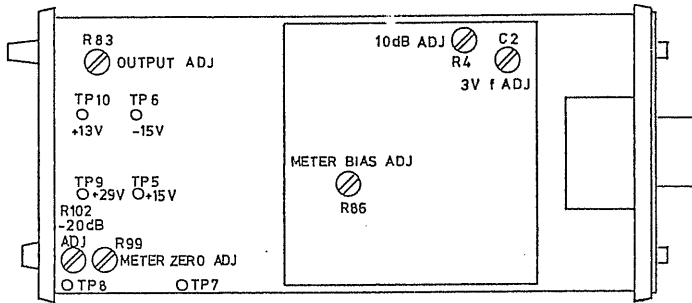 R83
OUTPUT ADJ
10dB ADJ
R4
C2
3V f ADJ
TP10
+13V
TP6
-15V
METER BIAS ADJ
R86
TP9
+29V
TP5
+15V
R102
-20dB
ADJ
R99
METER ZERO ADJ
TP8
TP7